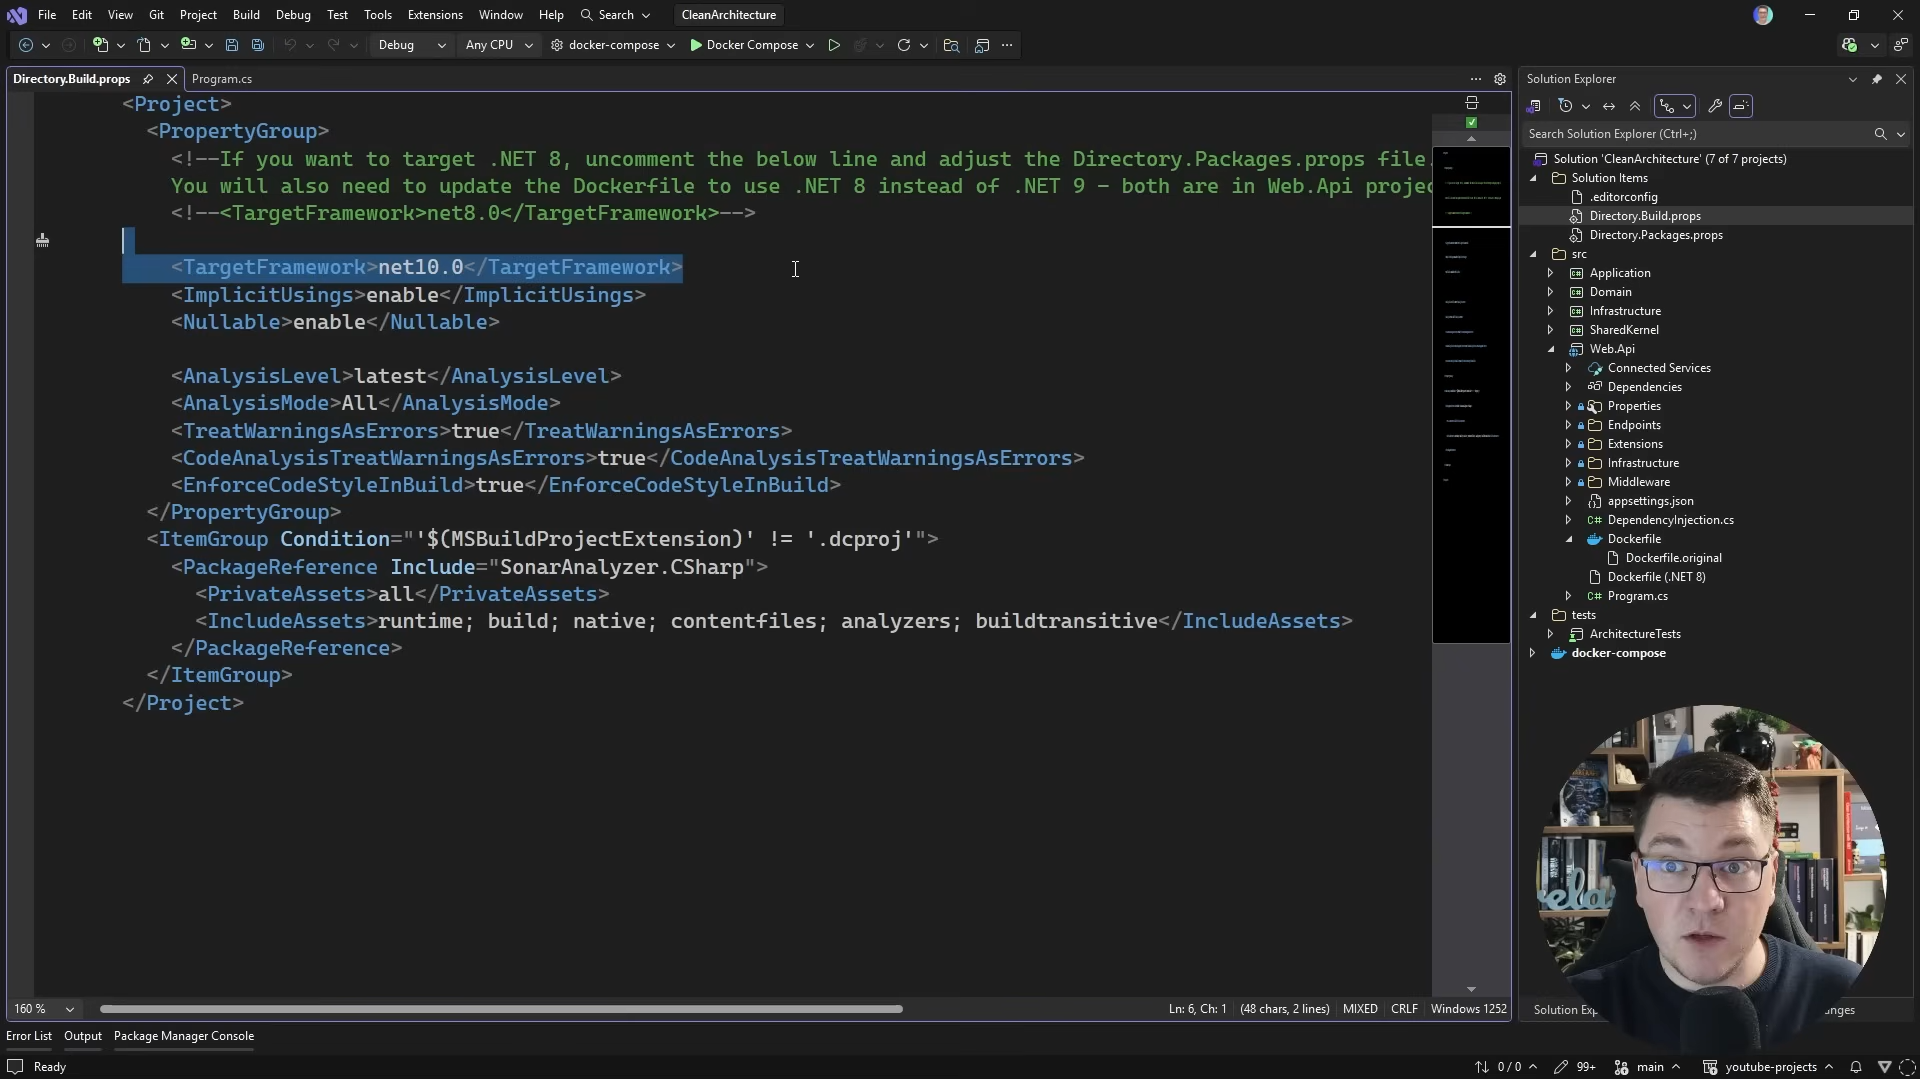 File Edit View Git Project Build Debug Test Tools Extensions Window Help Search CleanArchitecture
Debug Any CPU docker-compose Docker Compose
Directory.Build.props Program.cs
<Project>
<PropertyGroup>
<!--If you want to target .NET 8, uncomment the below line and adjust the Directory.Packages.props file.
You will also need to update the Dockerfile to use .NET 8 instead of .NET 9 - both are in Web.Api projec
<!--<TargetFramework>net8.0</TargetFramework>-->
<TargetFramework>net10.0</TargetFramework>
<ImplicitUsings>enable</ImplicitUsings>
<Nullable>enable</Nullable>
<AnalysisLevel>latest</AnalysisLevel>
<AnalysisMode>All</AnalysisMode>
<TreatWarningsAsErrors>true</TreatWarningsAsErrors>
<CodeAnalysisTreatWarningsAsErrors>true</CodeAnalysisTreatWarningsAsErrors>
<EnforceCodeStyleInBuild>true</EnforceCodeStyleInBuild>
</PropertyGroup>
<ItemGroup Condition="'$(MSBuildProjectExtension)' != '.dcproj'">
<PackageReference Include="SonarAnalyzer.CSharp">
<PrivateAssets>all</PrivateAssets>
<IncludeAssets>runtime; build; native; contentfiles; analyzers; buildtransitive</IncludeAssets>
</PackageReference>
</ItemGroup>
</Project>
160 % Ln: 6, Ch: 1 (48 chars, 2 lines) MIXED CRLF Windows 1252
Solution Explorer
Search Solution Explorer (Ctrl+;)
Solution 'CleanArchitecture' (7 of 7 projects)
Solution Items
.editorconfig
Directory.Build.props
Directory.Packages.props
src
Application
Domain
Infrastructure
SharedKernel
Web.Api
Connected Services
Dependencies
Properties
Endpoints
Extensions
Infrastructure
Middleware
appsettings.json
DependencyInjection.cs
Dockerfile
Dockerfile.original
Dockerfile (.NET 8)
Program.cs
tests
ArchitectureTests
docker-compose
Solution Exp anges
Error List Output Package Manager Console
Ready 0 / 0 99+ main youtube-projects